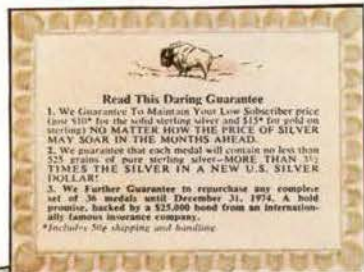 Read This Daring Guarantee
1. We Guarantee To Maintain Your Low Subscriber price
(just $10* for the solid sterling silver and $15* for gold on
sterling) NO MATTER HOW THE PRICE OF SILVER
MAY SOAR IN THE MONTHS AHEAD.
2. We guarantee that each medal will contain no less than
525 grains of pure sterling silver—MORE THAN 3½
TIMES THE SILVER IN A NEW U.S. SILVER
DOLLAR!
3. We Further Guarantee to repurchase any complete
set of 36 medals until December 31, 1974. A bold
promise, backed by a $25,000 bond from an internation-
ally famous insurance company.
*Includes 50¢ shipping and handling.